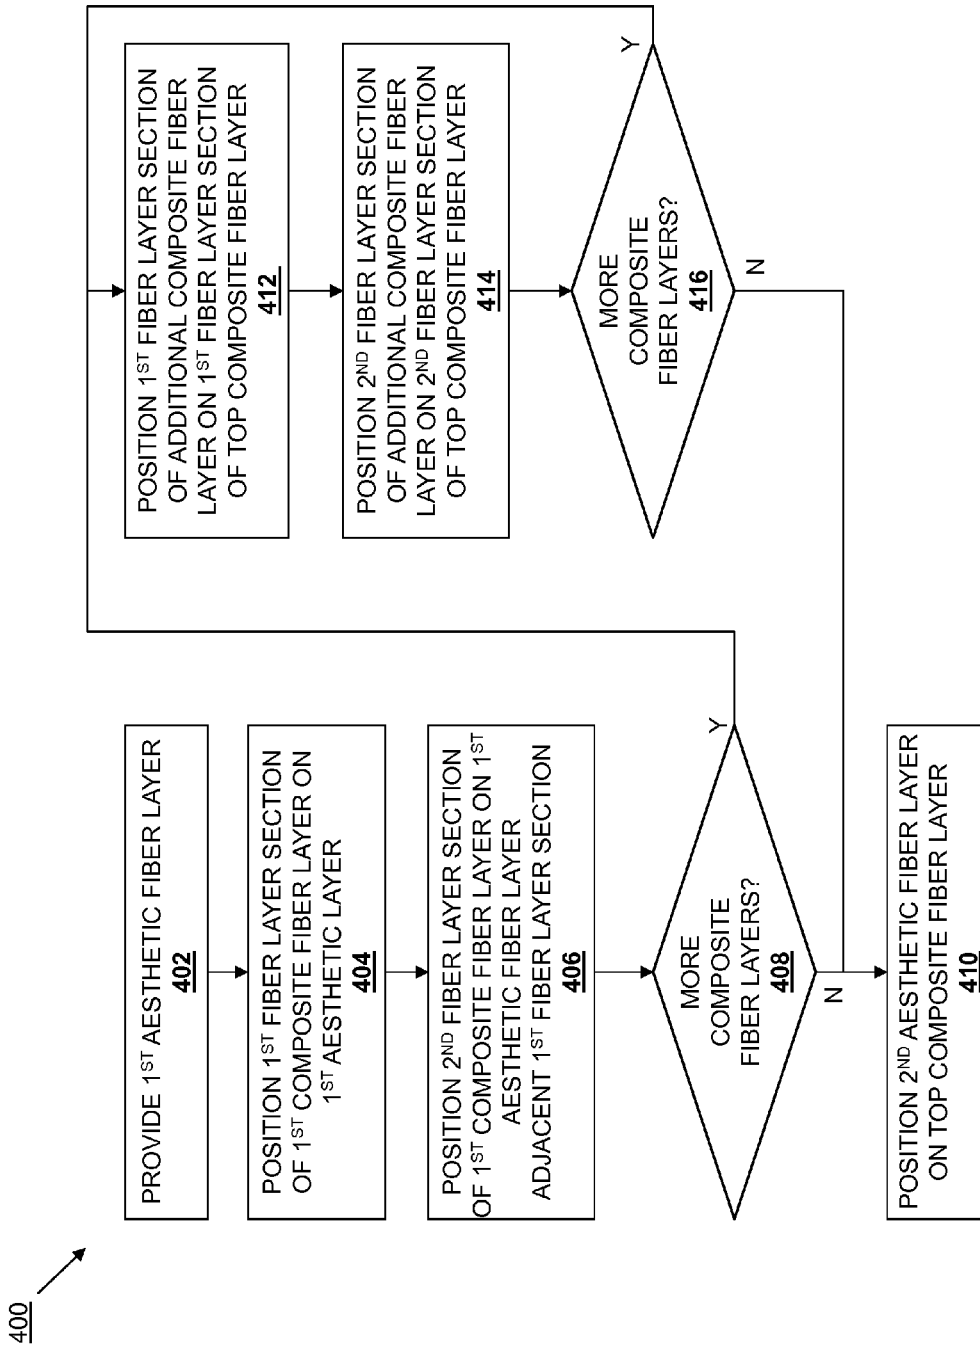 400
PROVIDE 1ST AESTHETIC FIBER LAYER
402
POSITION 1ST FIBER LAYER SECTION
OF 1ST COMPOSITE FIBER LAYER ON
1ST AESTHETIC LAYER
404
POSITION 2ND FIBER LAYER SECTION
OF 1ST COMPOSITE FIBER LAYER ON 1ST
AESTHETIC FIBER LAYER
ADJACENT 1ST FIBER LAYER SECTION
406
MORE
COMPOSITE
FIBER LAYERS?
408
Y
N
POSITION 2ND AESTHETIC FIBER LAYER
ON TOP COMPOSITE FIBER LAYER
410
POSITION 1ST FIBER LAYER SECTION
OF ADDITIONAL COMPOSITE FIBER
LAYER ON 1ST FIBER LAYER SECTION
OF TOP COMPOSITE FIBER LAYER
412
POSITION 2ND FIBER LAYER SECTION
OF ADDITIONAL COMPOSITE FIBER
LAYER ON 2ND FIBER LAYER SECTION
OF TOP COMPOSITE FIBER LAYER
414
MORE
COMPOSITE
FIBER LAYERS?
416
Y
N